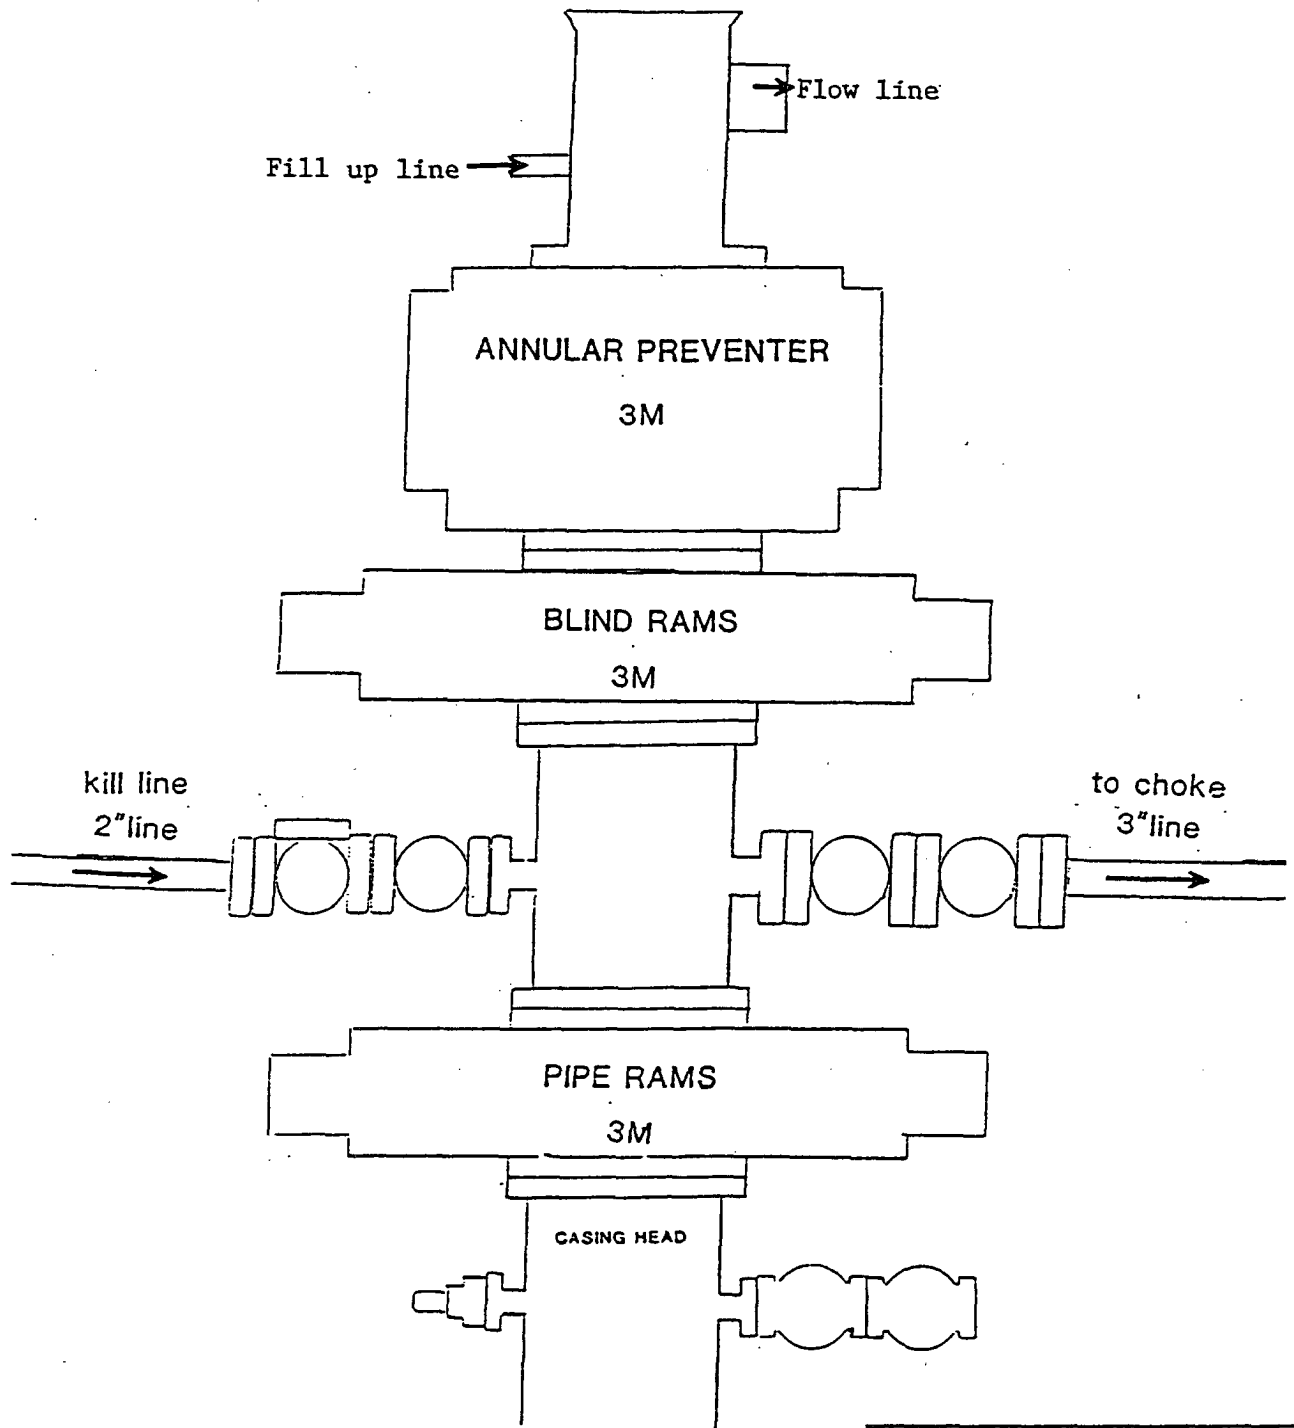 Flow line
Fill up line
ANNULAR PREVENTER
3M
BLIND RAMS
3M
kill line
2"line
to choke
3"line
PIPE RAMS
3M
CASING HEAD